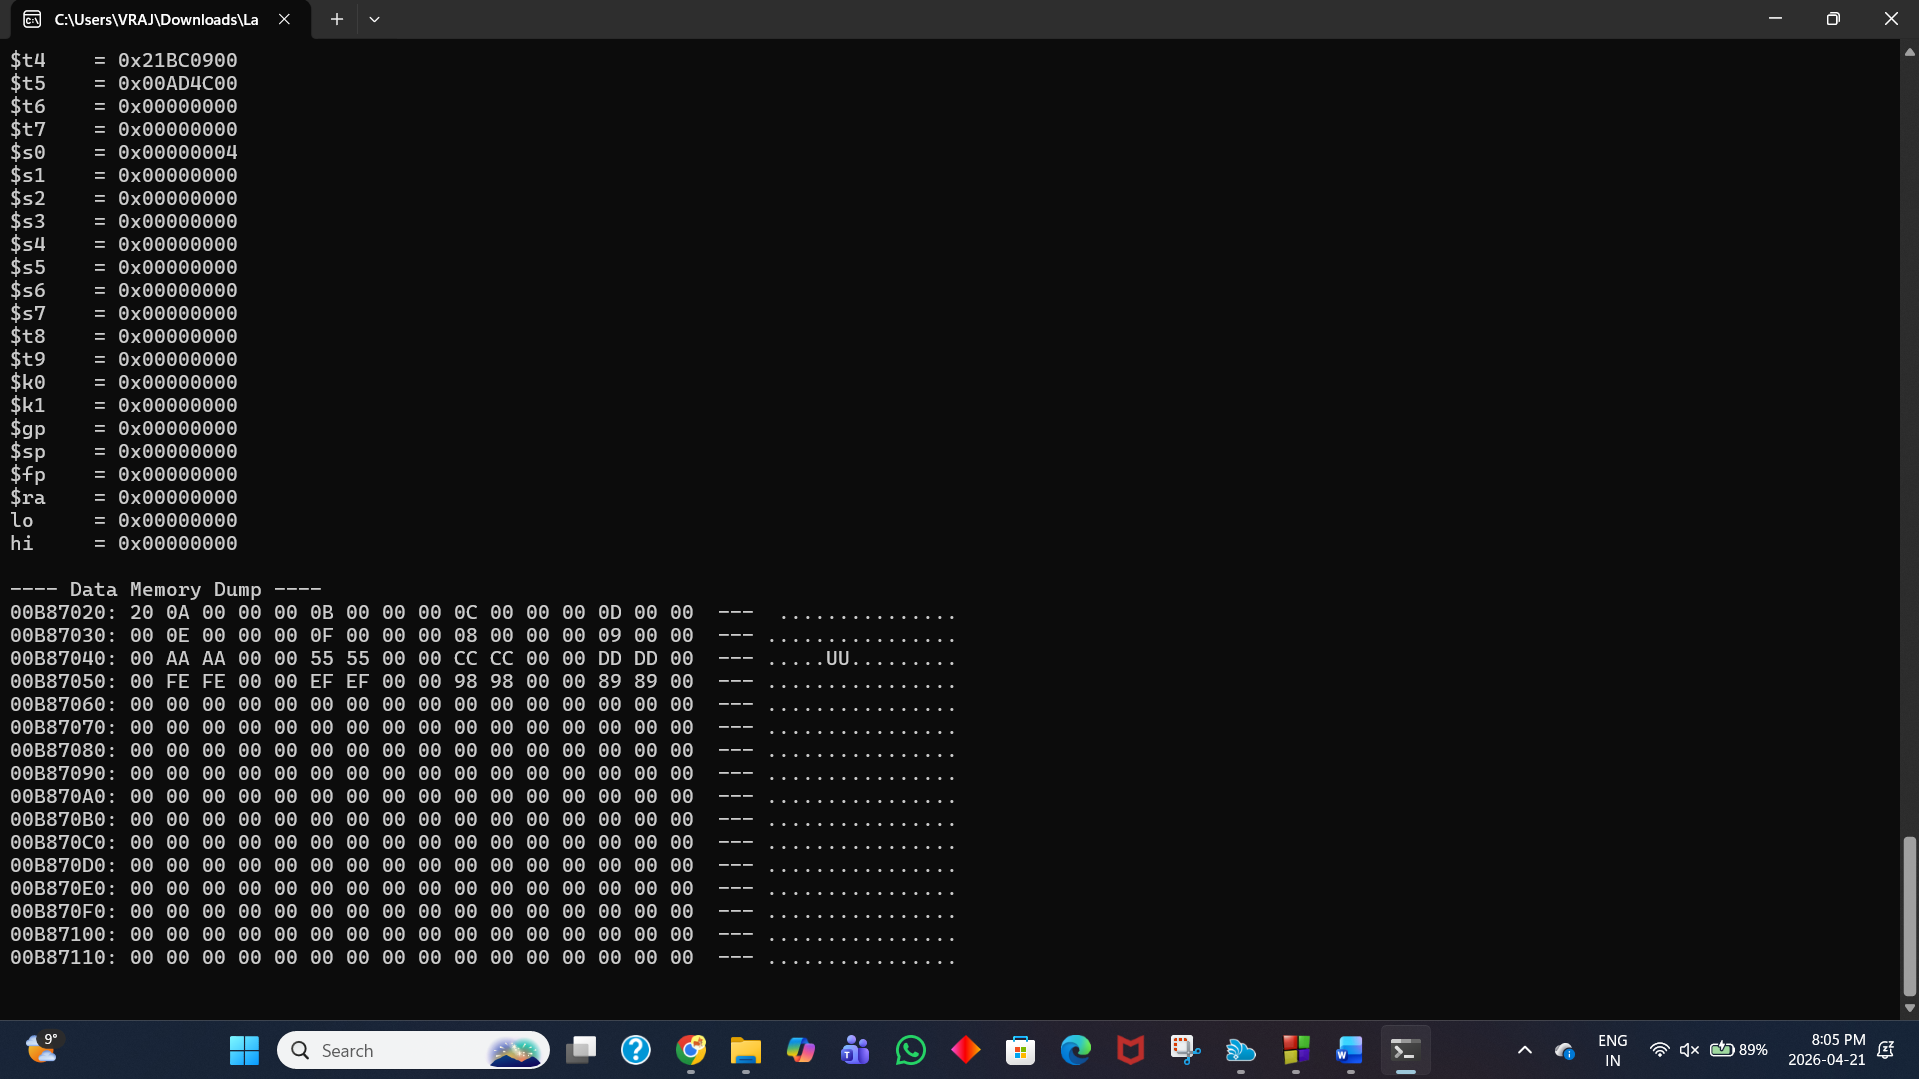 C:\Users\VRAJ\Downloads\La
$t4 = 0x21BC0900
$t5 = 0x00AD4C00
$t6 = 0x00000000
$t7 = 0x00000000
$s0 = 0x00000004
$s1 = 0x00000000
$s2 = 0x00000000
$s3 = 0x00000000
$s4 = 0x00000000
$s5 = 0x00000000
$s6 = 0x00000000
$s7 = 0x00000000
$t8 = 0x00000000
$t9 = 0x00000000
$k0 = 0x00000000
$k1 = 0x00000000
$gp = 0x00000000
$sp = 0x00000000
$fp = 0x00000000
$ra = 0x00000000
lo = 0x00000000
hi = 0x00000000
---- Data Memory Dump ----
00B87020: 20 0A 00 00 00 0B 00 00 00 0C 00 00 00 0D 00 00 --- ...............
00B87030: 00 0E 00 00 00 0F 00 00 00 08 00 00 00 09 00 00 --- ................
00B87040: 00 AA AA 00 00 55 55 00 00 CC CC 00 00 DD DD 00 --- .....UU.........
00B87050: 00 FE FE 00 00 EF EF 00 00 98 98 00 00 89 89 00 --- ................
00B87060: 00 00 00 00 00 00 00 00 00 00 00 00 00 00 00 00 --- ................
00B87070: 00 00 00 00 00 00 00 00 00 00 00 00 00 00 00 00 --- ................
00B87080: 00 00 00 00 00 00 00 00 00 00 00 00 00 00 00 00 --- ................
00B87090: 00 00 00 00 00 00 00 00 00 00 00 00 00 00 00 00 --- ................
00B870A0: 00 00 00 00 00 00 00 00 00 00 00 00 00 00 00 00 --- ................
00B870B0: 00 00 00 00 00 00 00 00 00 00 00 00 00 00 00 00 --- ................
00B870C0: 00 00 00 00 00 00 00 00 00 00 00 00 00 00 00 00 --- ................
00B870D0: 00 00 00 00 00 00 00 00 00 00 00 00 00 00 00 00 --- ................
00B870E0: 00 00 00 00 00 00 00 00 00 00 00 00 00 00 00 00 --- ................
00B870F0: 00 00 00 00 00 00 00 00 00 00 00 00 00 00 00 00 --- ................
00B87100: 00 00 00 00 00 00 00 00 00 00 00 00 00 00 00 00 --- ................
00B87110: 00 00 00 00 00 00 00 00 00 00 00 00 00 00 00 00 --- ................
9°
Search
ENG
IN
89%
8:05 PM
2026-04-21